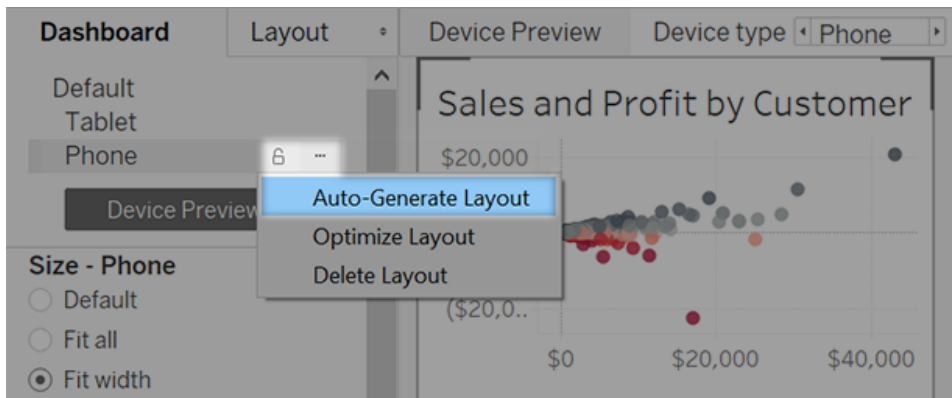 Dashboard Layout Device Preview Device type Phone
Default
Tablet
Phone
Device Preview
Auto-Generate Layout
Optimize Layout
Delete Layout
Size - Phone
Default
Fit all
Fit width
Sales and Profit by Customer
$20,000
($20,0..
$0 $20,000 $40,000